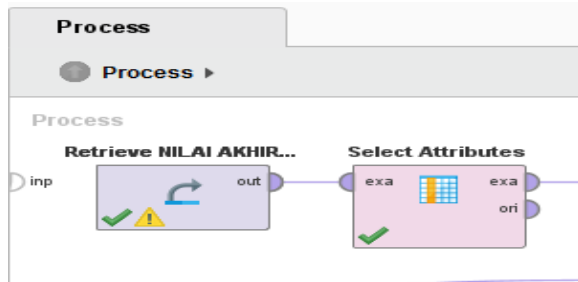 Process
Process
Process
Retrieve NILAI AKHIR...
Select Attributes
inp
out
exa
exa
ori